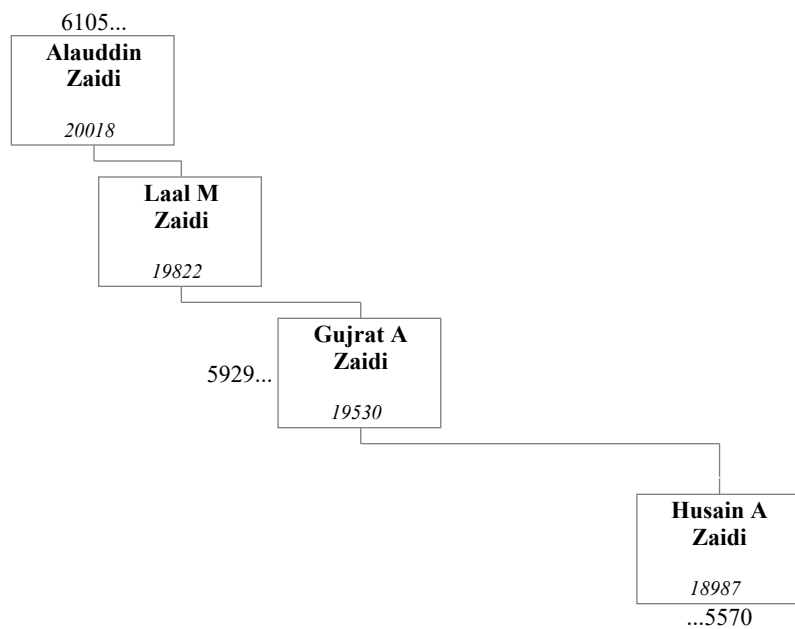 6105...
Alauddin
Zaidi
20018
Laal M
Zaidi
19822
Gujrat A
Zaidi
5929...
19530
Husain A
Zaidi
18987
...5570